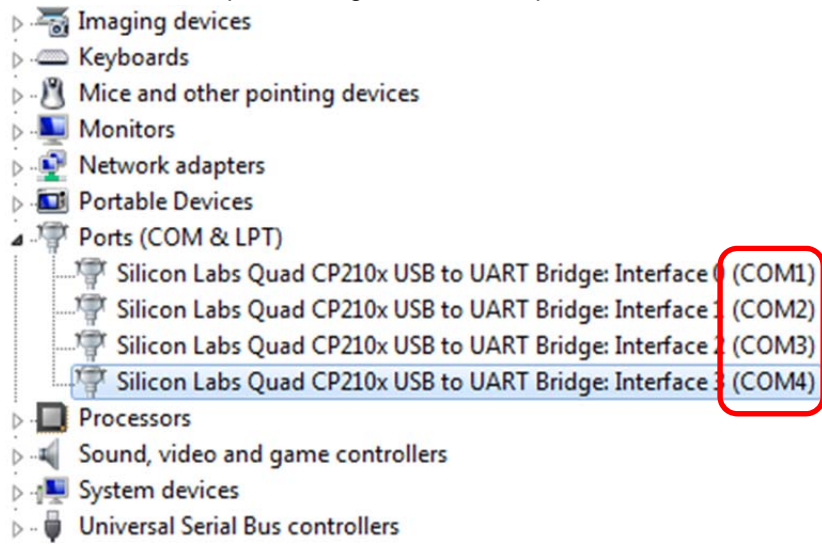 Imaging devices
Keyboards
Mice and other pointing devices
Monitors
Network adapters
Portable Devices
Ports (COM & LPT)
Silicon Labs Quad CP210x USB to UART Bridge: Interface 0 (COM1)
Silicon Labs Quad CP210x USB to UART Bridge: Interface 1 (COM2)
Silicon Labs Quad CP210x USB to UART Bridge: Interface 2 (COM3)
Silicon Labs Quad CP210x USB to UART Bridge: Interface 3 (COM4)
Processors
Sound, video and game controllers
System devices
Universal Serial Bus controllers